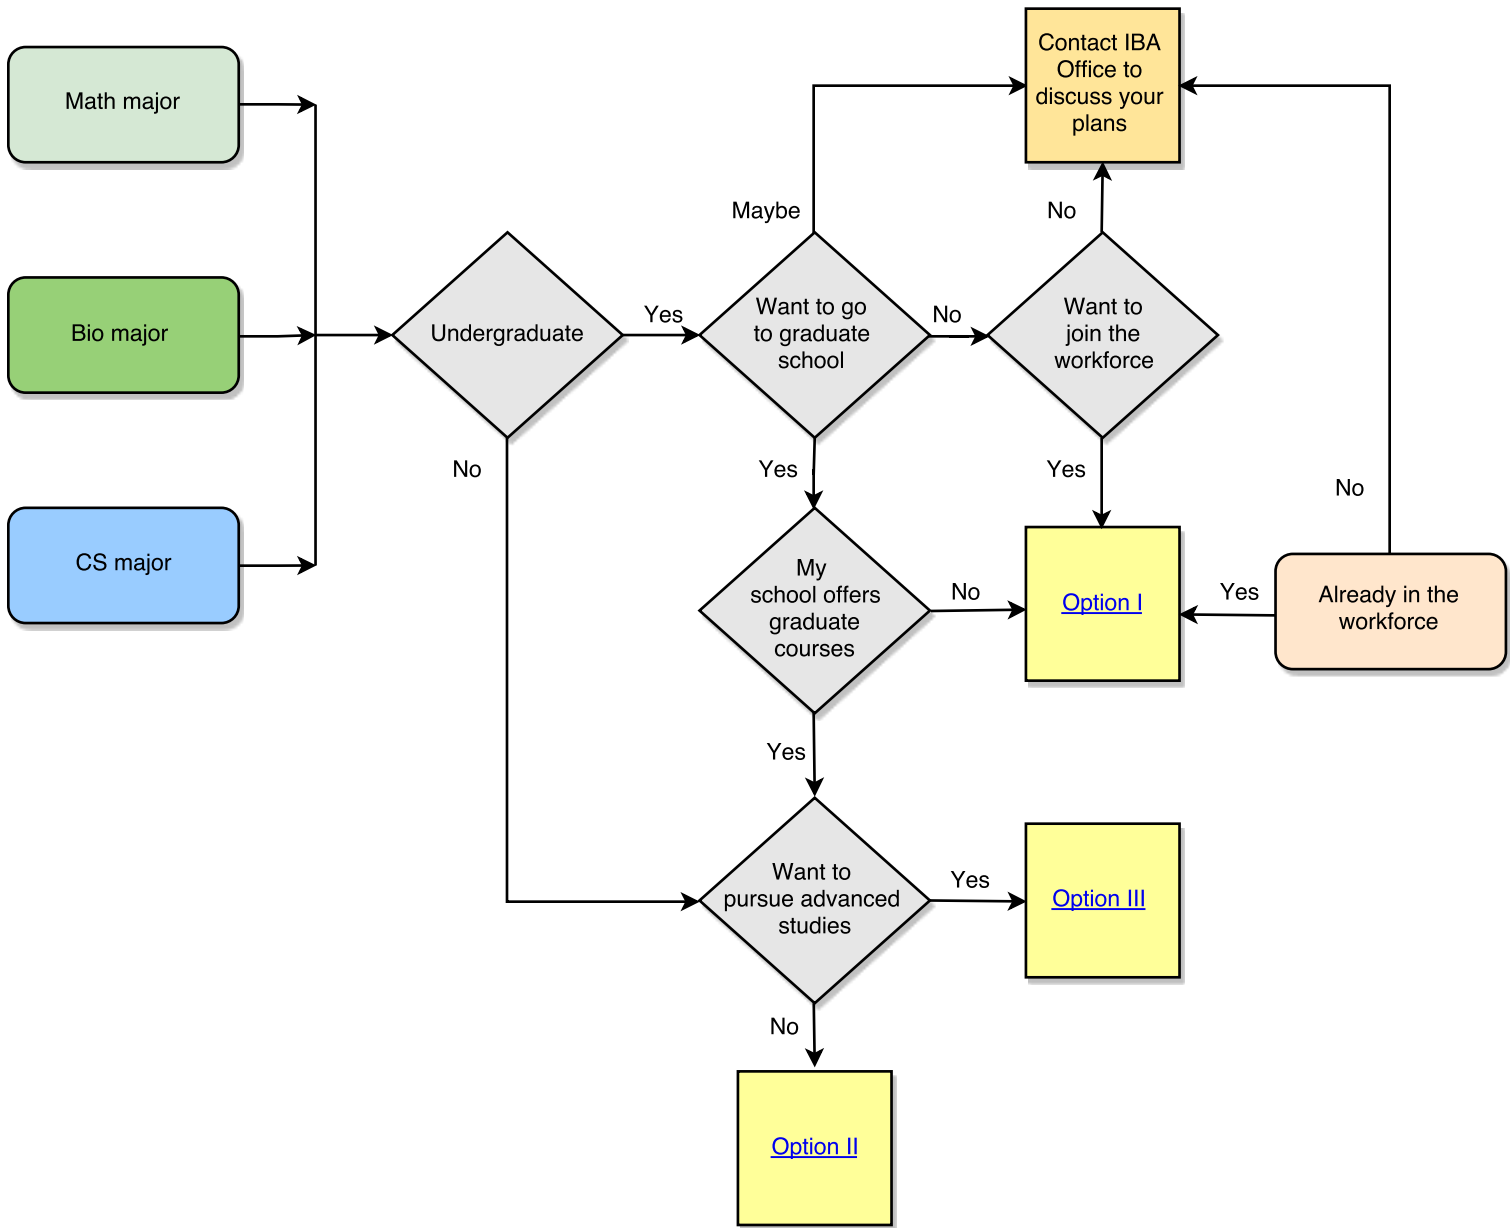 Contact IBA
Office to
discuss your
plans
Math major
Maybe
No
Bio major
Undergraduate
Yes
Want to go
to graduate
school
No
Want to
join the
workforce
No
Yes
Yes
No
CS major
My
school offers
graduate
courses
No
Option I
Yes
Already in the
workforce
Yes
Want to
pursue advanced
studies
Yes
Option III
No
Option II